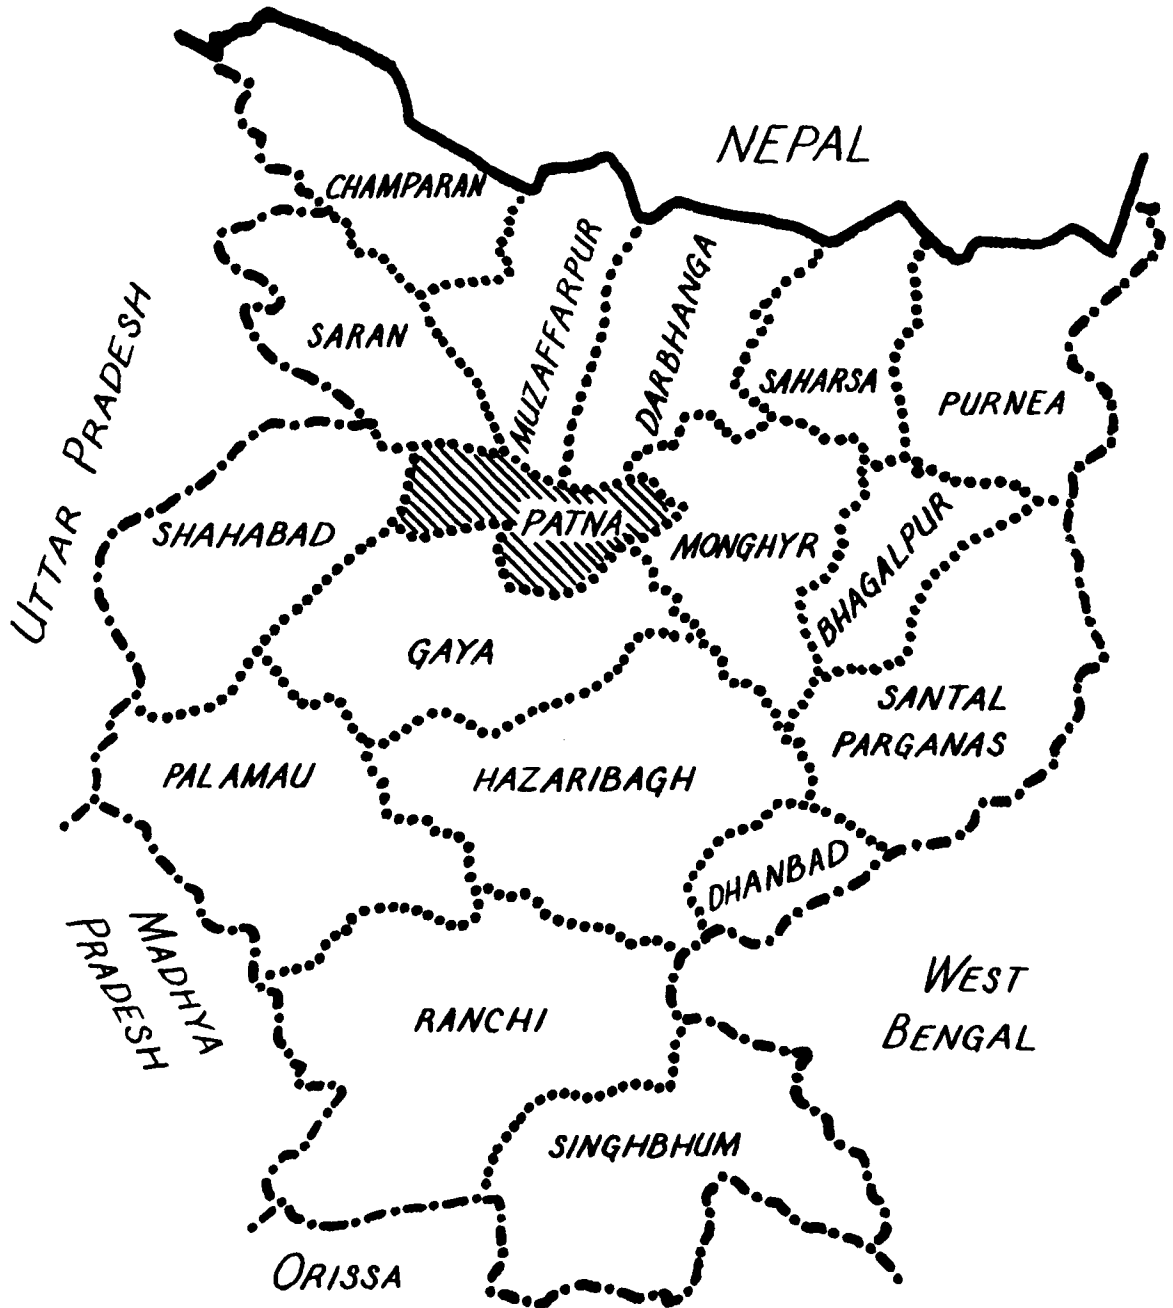 NEPAL
CHAMPARAN
MUZAFFARPUR
DARBHANGA
SARAN
SAHARSA
PURNEA
UTTAR PRADESH
SHAHABAD
PATNA
MONGHYR
BHAGALPUR
GAYA
SANTAL
PARGANAS
PALAMAU
HAZARIBAGH
DHANBAD
MADHYA
PRADESH
WEST
BENGAL
RANCHI
SINGHBHUM
ORISSA